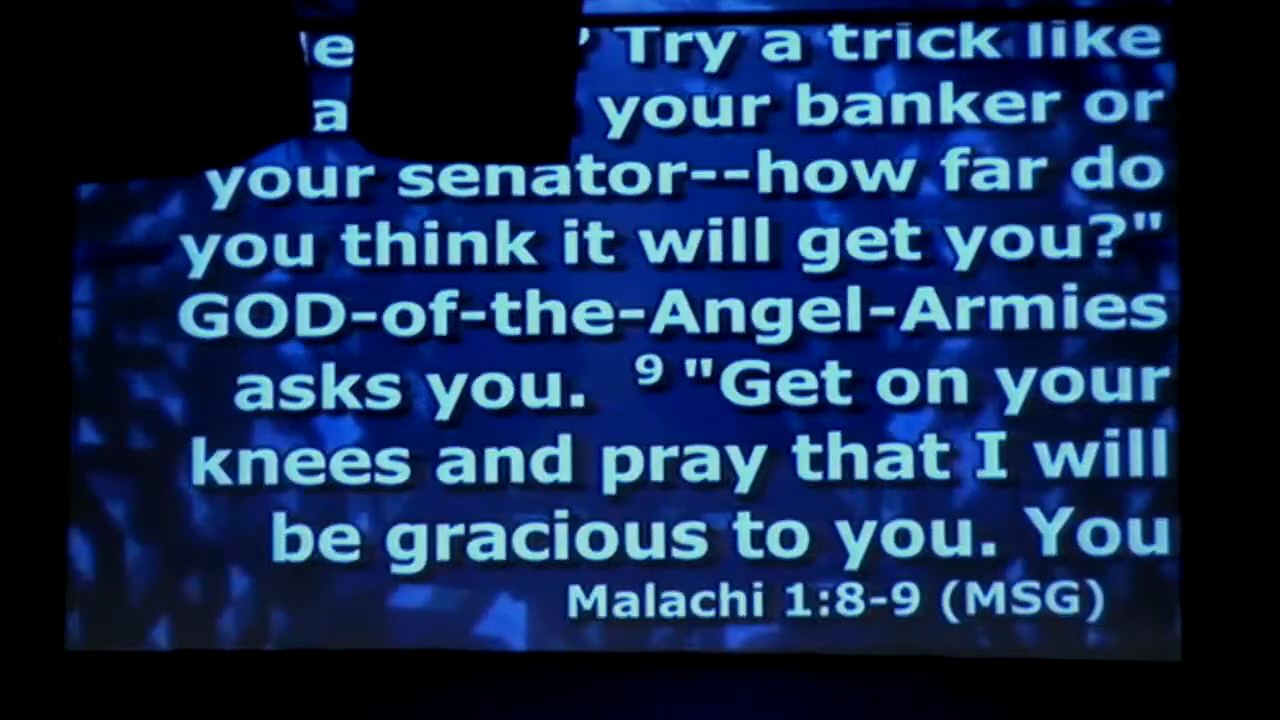 Try a trick like
your banker or
your senator--how far do
you think it will get you?"
GOD-of-the-Angel-Armies
asks you. 9 "Get on your
knees and pray that I will
be gracious to you. You
Malachi 1:8-9 (MSG)